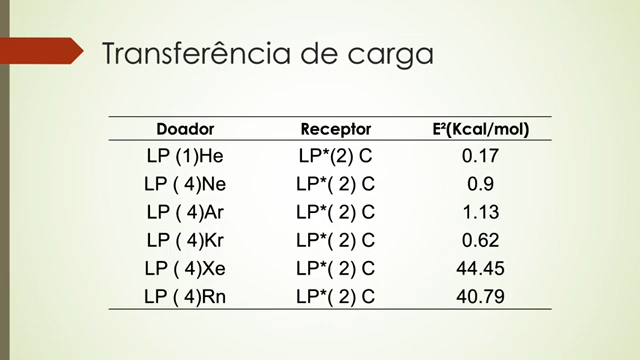 Transferência de carga
Doador Receptor E²(Kcal/mol)
LP (1)He LP*(2) C 0.17
LP ( 4)Ne LP*( 2) C 0.9
LP ( 4)Ar LP*( 2) C 1.13
LP ( 4)Kr LP*( 2) C 0.62
LP ( 4)Xe LP*( 2) C 44.45
LP ( 4)Rn LP*( 2) C 40.79